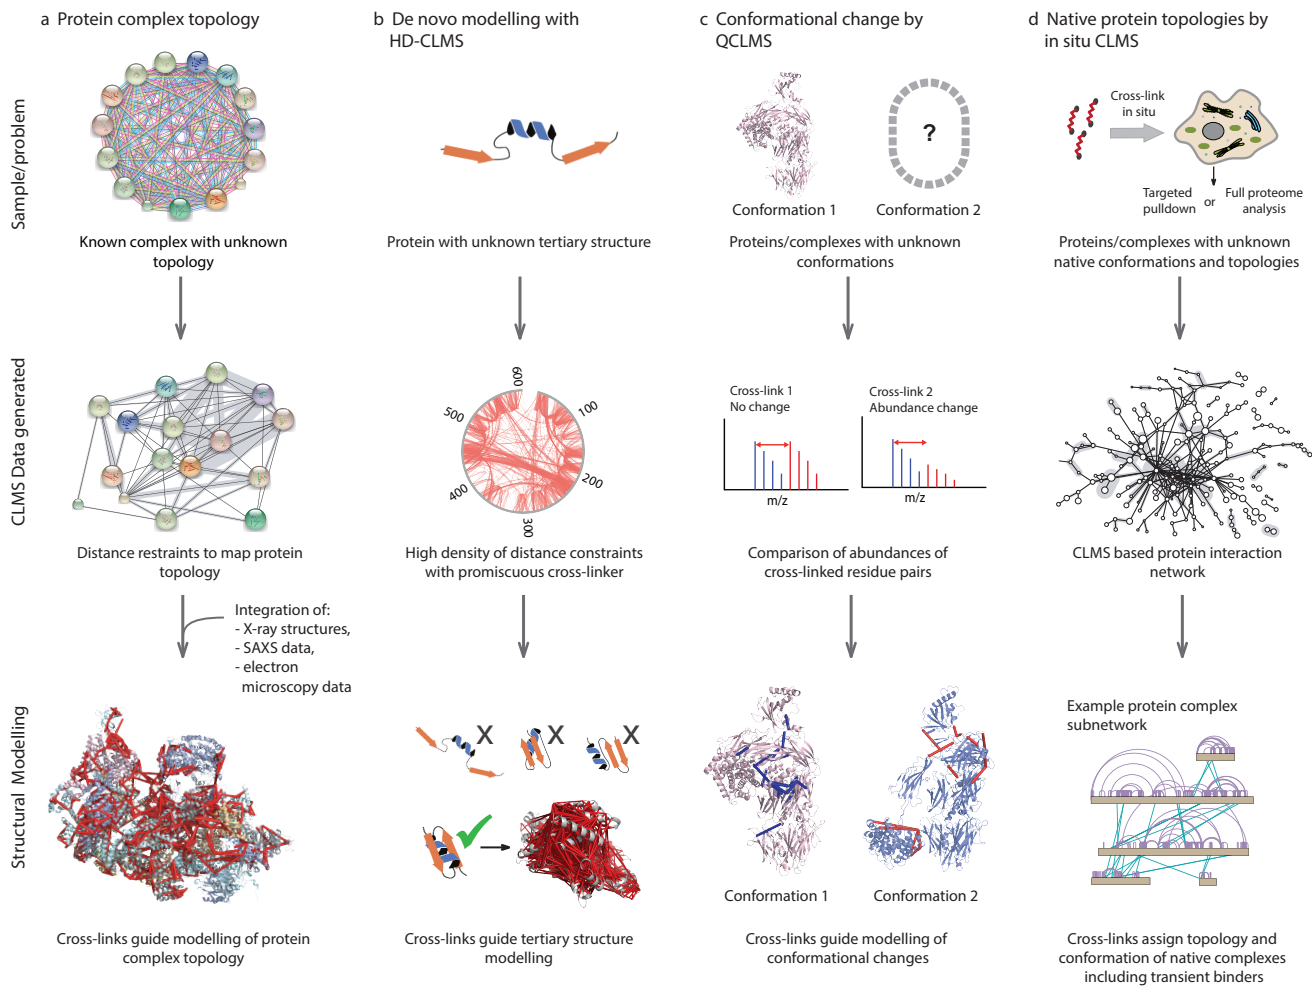 a Protein complex topology
b De novo modelling with
HD-CLMS
c Conformational change by
QCLMS
d Native protein topologies by
in situ CLMS
Sample/problem
Known complex with unknown
topology
Protein with unknown tertiary structure
?
Conformation 1
Conformation 2
Proteins/complexes with unknown
conformations
Cross-link
in situ
Targeted
pulldown
or
Full proteome
analysis
Proteins/complexes with unknown
native conformations and topologies
CLMS Data generated
Distance restraints to map protein
topology
600
100
200
300
400
500
High density of distance constraints
with promiscuous cross-linker
Cross-link 1
No change
m/z
Cross-link 2
Abundance change
m/z
Comparison of abundances of
cross-linked residue pairs
CLMS based protein interaction
network
Integration of:
- X-ray structures,
- SAXS data,
- electron
microscopy data
Structural Modelling
Cross-links guide modelling of protein
complex topology
X
X
X
Cross-links guide tertiary structure
modelling
Conformation 1
Conformation 2
Cross-links guide modelling of
conformational changes
Example protein complex
subnetwork
Cross-links assign topology and
conformation of native complexes
including transient binders